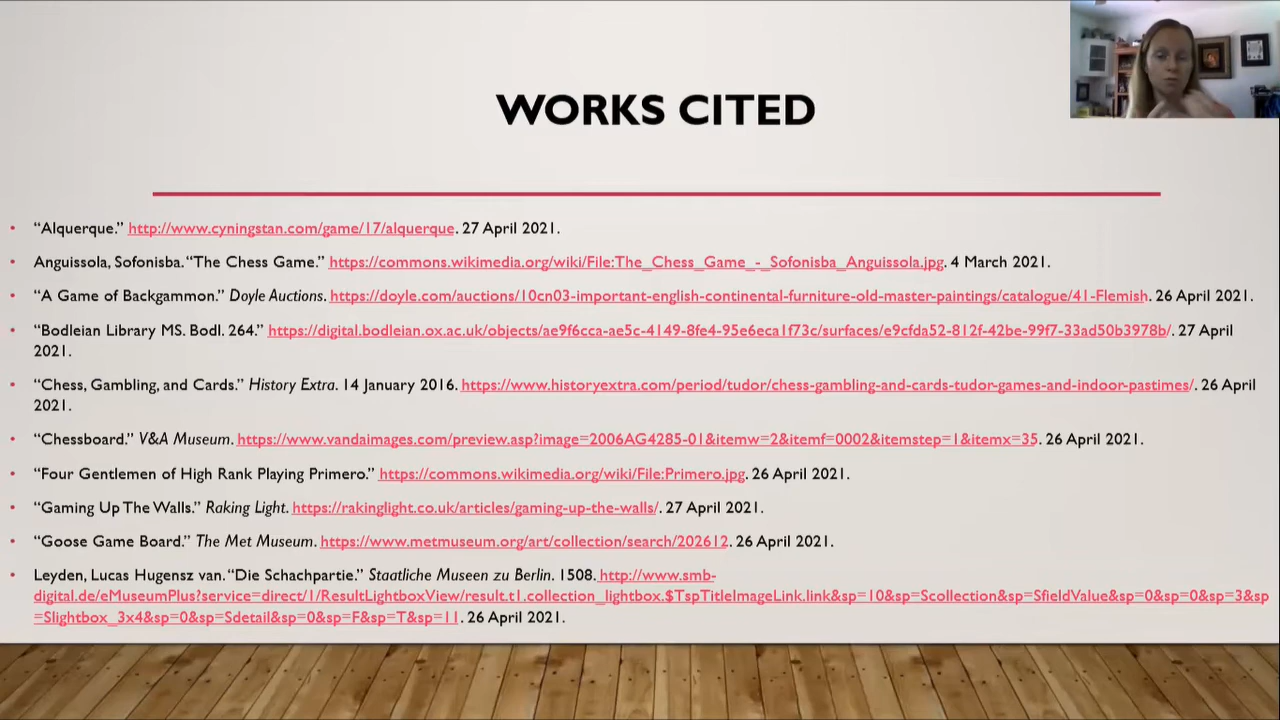 WORKS CITED
• “Alquerque.” http://www.cyningstan.com/game/17/alquerque. 27 April 2021.
• Anguissola, Sofonisba. “The Chess Game.” https://commons.wikimedia.org/wiki/File:The_Chess_Game_-_Sofonisba_Anguissola.jpg. 4 March 2021.
• “A Game of Backgammon.” Doyle Auctions. https://doyle.com/auctions/10cn03-important-english-continental-furniture-old-master-paintings/catalogue/41-Flemish. 26 April 2021.
• “Bodleian Library MS. Bodl. 264.” https://digital.bodleian.ox.ac.uk/objects/ae9f6cca-ae5c-4149-8fe4-95e6eca1f73c/surfaces/e9cfda52-812f-42be-99f7-33ad50b3978b/. 27 April
2021.
• “Chess, Gambling, and Cards.” History Extra. 14 January 2016. https://www.historyextra.com/period/tudor/chess-gambling-and-cards-tudor-games-and-indoor-pastimes/. 26 April
2021.
• “Chessboard.” V&A Museum. https://www.vandaimages.com/preview.asp?image=2006AG4285-01&itemw=2&itemf=0002&itemstep=1&itemx=35. 26 April 2021.
• “Four Gentlemen of High Rank Playing Primero.” https://commons.wikimedia.org/wiki/File:Primero.jpg. 26 April 2021.
• “Gaming Up The Walls.” Raking Light. https://rakinglight.co.uk/articles/gaming-up-the-walls/. 27 April 2021.
• “Goose Game Board.” The Met Museum. https://www.metmuseum.org/art/collection/search/202612. 26 April 2021.
• Leyden, Lucas Hugensz van. “Die Schachpartie.” Staatliche Museen zu Berlin. 1508. http://www.smb-
digital.de/eMuseumPlus?service=direct/1/ResultLightboxView/result.t1.collection_lightbox.$TspTitleImageLink.link&sp=10&sp=Scollection&sp=SfieldValue&sp=0&sp=0&sp=3&sp
=Slightbox_3x4&sp=0&sp=Sdetail&sp=0&sp=F&sp=T&sp=11. 26 April 2021.